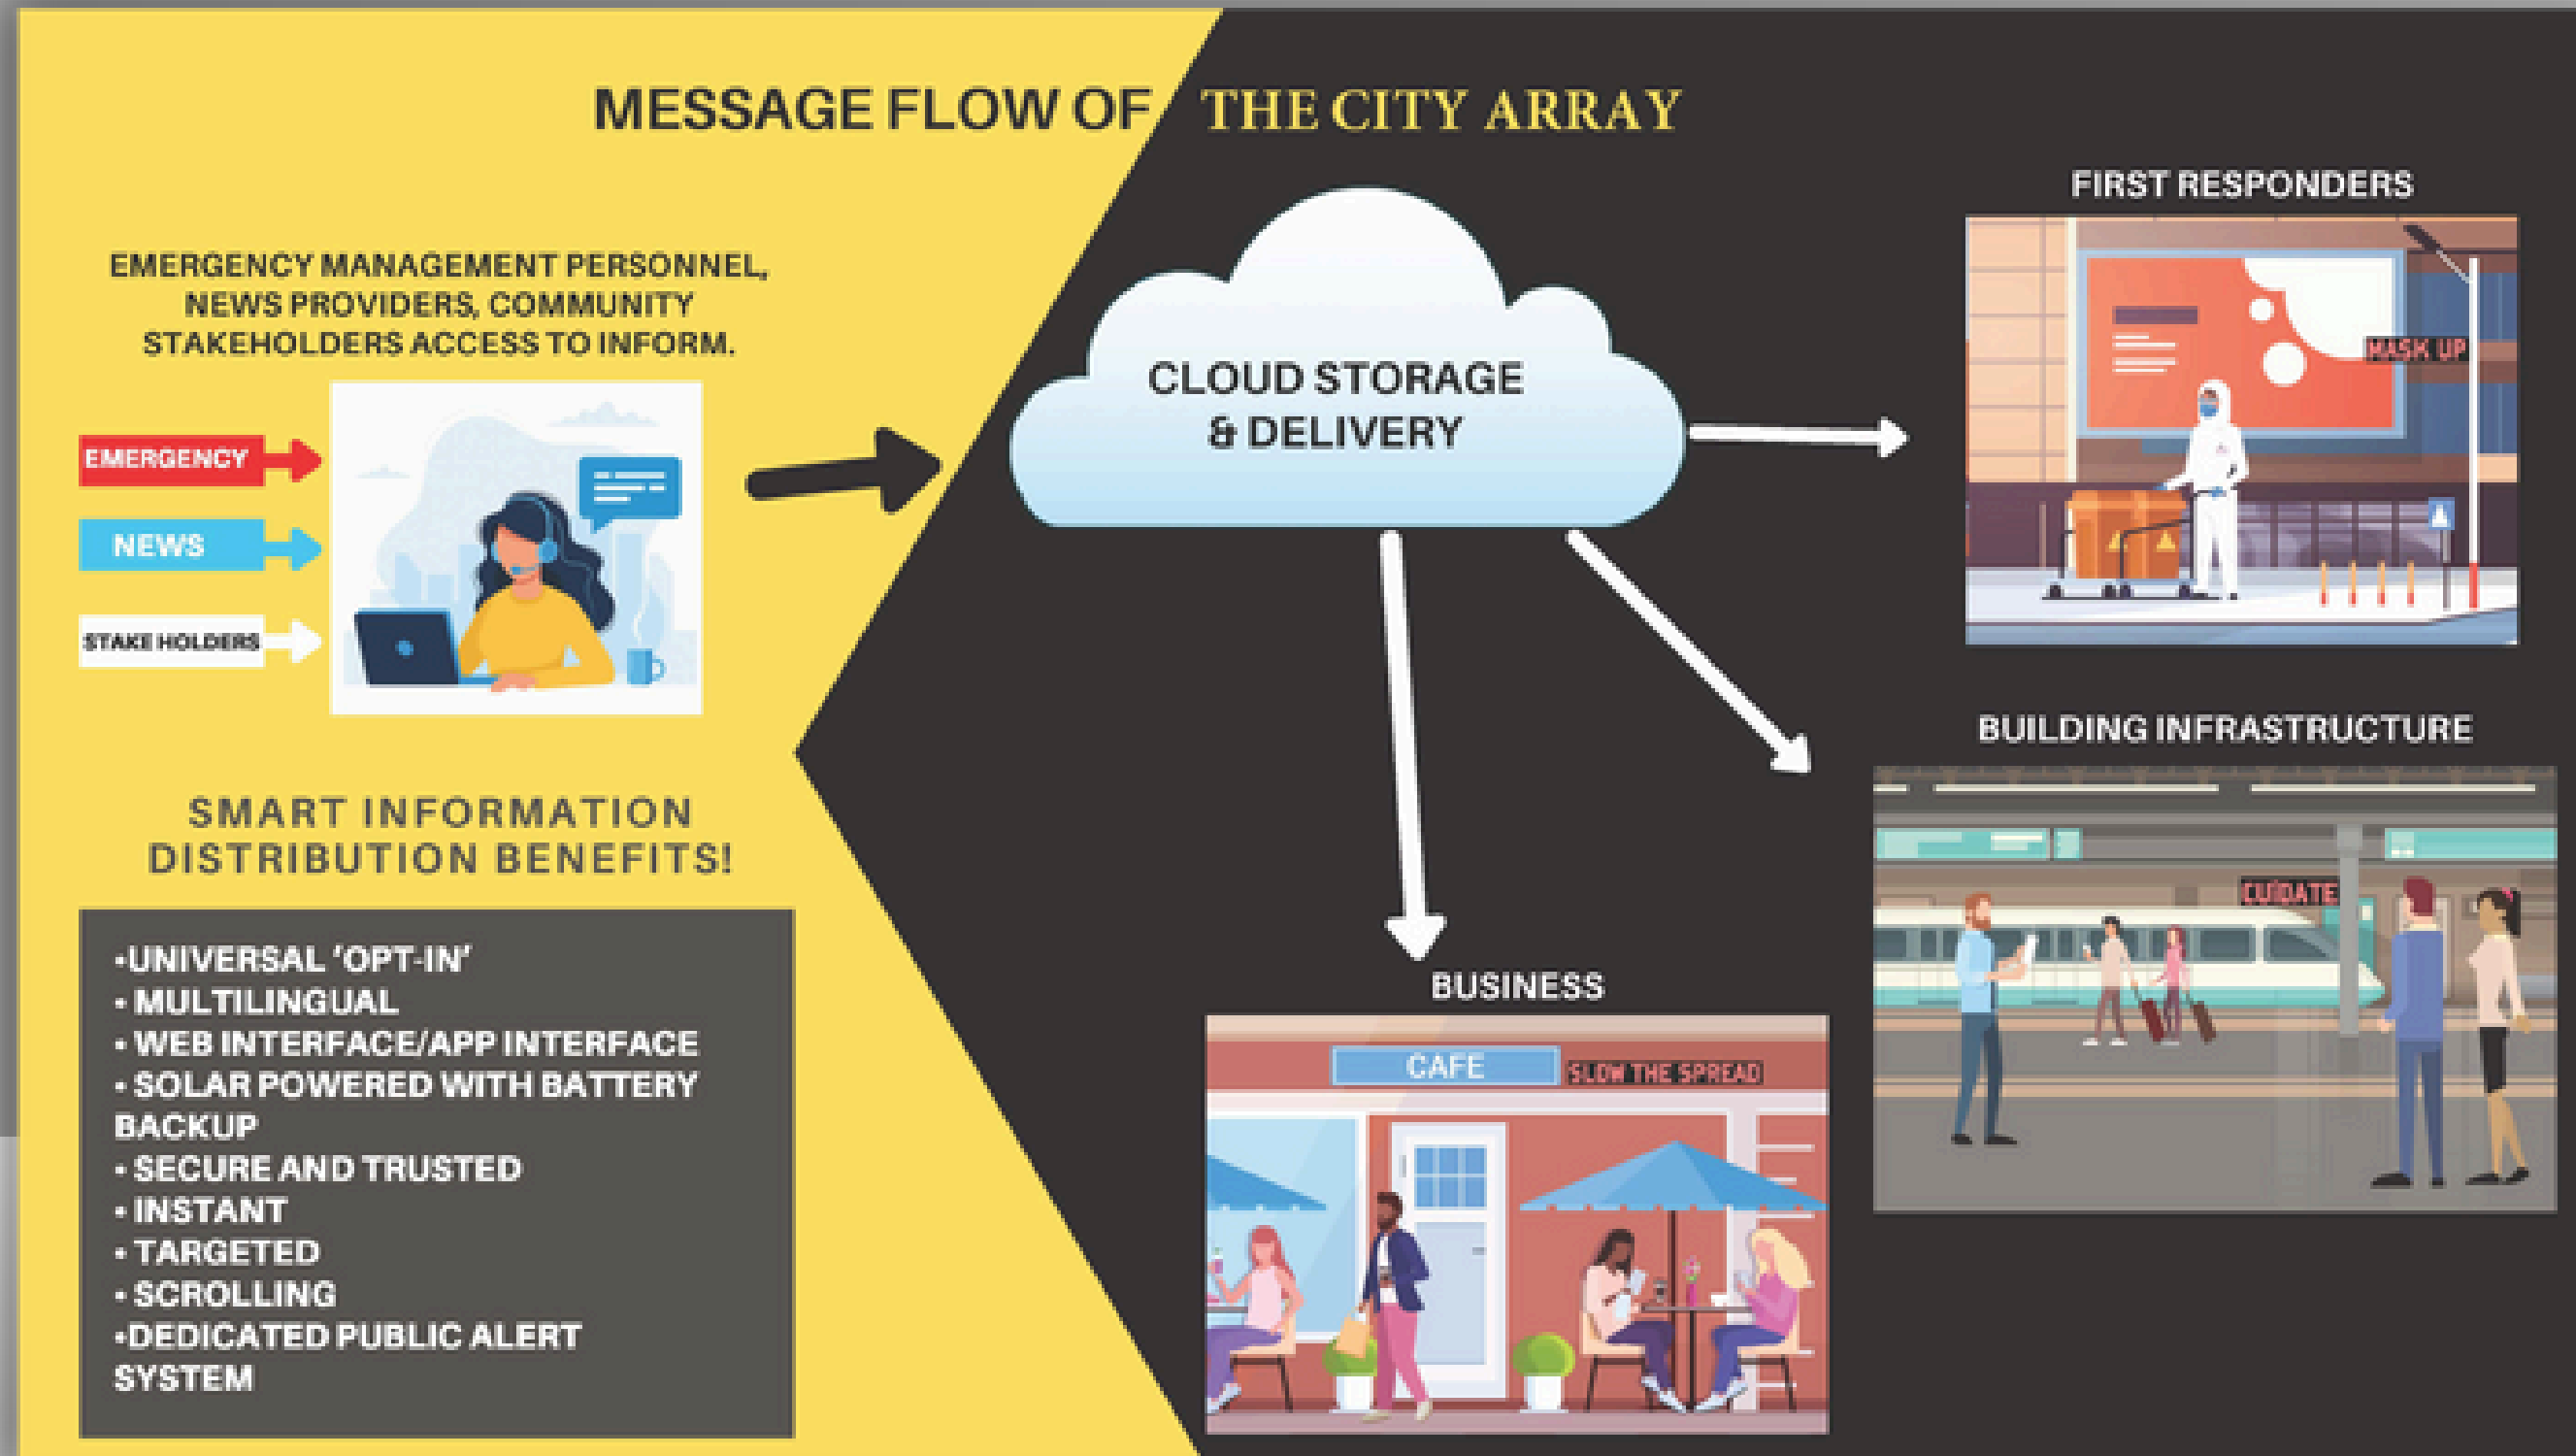 MESSAGE FLOW OF THE CITY ARRAY
EMERGENCY MANAGEMENT PERSONNEL,
NEWS PROVIDERS, COMMUNITY
STAKEHOLDERS ACCESS TO INFORM.
EMERGENCY
NEWS
STAKE HOLDERS
SMART INFORMATION
DISTRIBUTION BENEFITS!
•UNIVERSAL ‘OPT-IN’
• MULTILINGUAL
• WEB INTERFACE/APP INTERFACE
• SOLAR POWERED WITH BATTERY
BACKUP
• SECURE AND TRUSTED
• INSTANT
• TARGETED
• SCROLLING
•DEDICATED PUBLIC ALERT
SYSTEM
CLOUD STORAGE
& DELIVERY
FIRST RESPONDERS
MASK UP
BUILDING INFRASTRUCTURE
CUIDATE
BUSINESS
CAFE
SLOW THE SPREAD